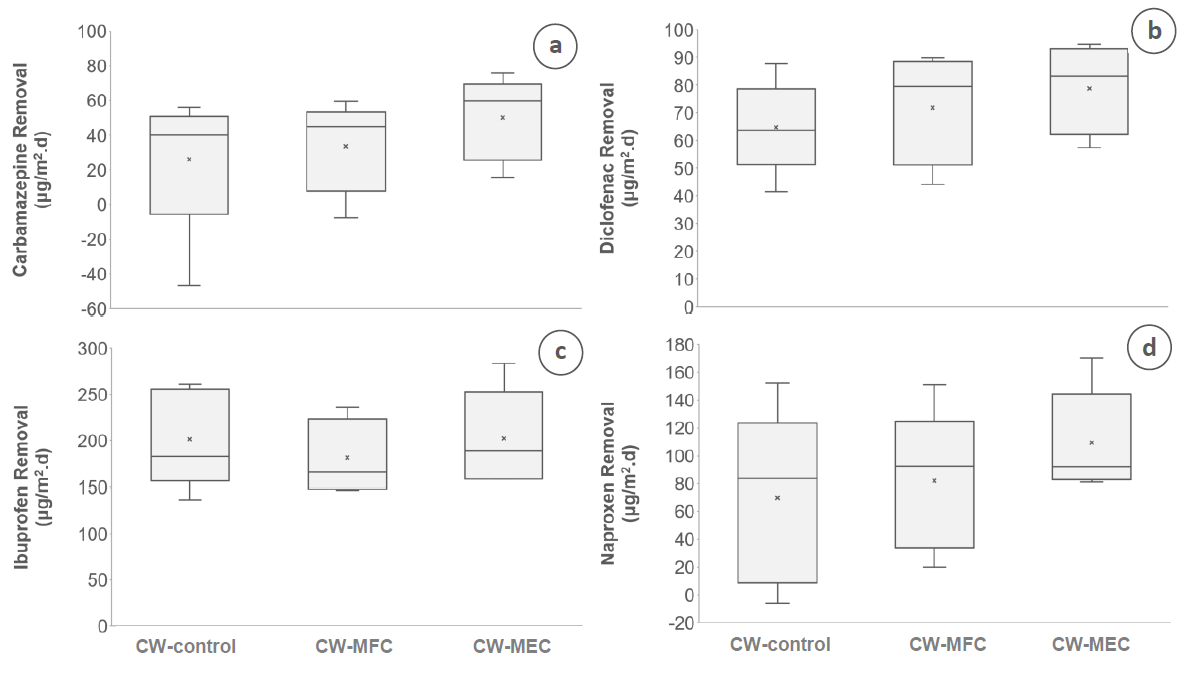 a
Carbamazepine Removal
(µg/m².d)
100
80
60
40
20
0
-20
-40
-60
b
Diclofenac Removal
(µg/m².d)
100
90
80
70
60
50
40
30
20
10
0
c
Ibuprofen Removal
(µg/m².d)
300
250
200
150
100
50
0
CW-control CW-MFC CW-MEC
d
Naproxen Removal
(µg/m².d)
180
160
140
120
100
80
60
40
20
0
-20
CW-control CW-MFC CW-MEC